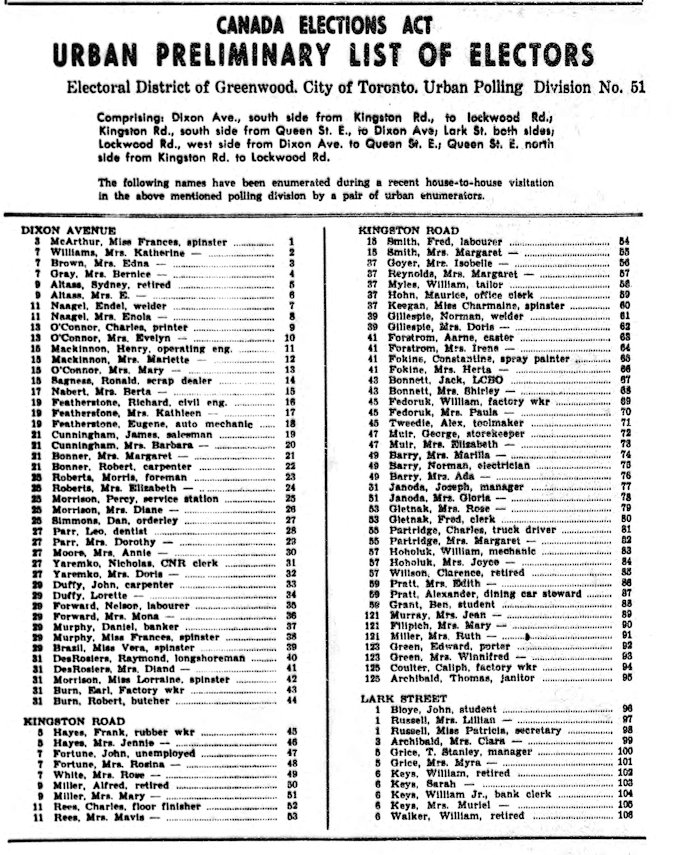 CANADA ELECTIONS ACT
URBAN PRELIMINARY LIST OF ELECTORS
Electoral District of Greenwood. City of Toronto. Urban Polling Division No. 51
Comprising: Dixon Ave., south side from Kingston Rd., to lockwood Rd.;
Kingston Rd., south side from Queen St. E., to Dixon Ave; Lark St. both sides;
Lockwood Rd., west side from Dixon Ave. to Queen St. E.; Queen St. E. north
side from Kingston Rd. to Lockwood Rd.
The following names have been enumerated during a recent house-to-house visitation
in the above mentioned polling division by a pair of urban enumerators.
DIXON AVENUE
3 McArthur, Miss Frances, spinster 1
7 Williams, Mrs. Katherine — 2
7 Brown, Mrs. Edna — 3
7 Gray, Mrs. Bernice — 4
9 Altass, Sydney, retired 5
9 Altass, Mrs. E. — 6
11 Naagel, Endel, welder 7
11 Naagel, Mrs. Enola — 8
13 O'Connor, Charles, printer 9
13 O'Connor, Mrs. Evelyn — 10
15 Mackinnon, Henry, operating eng. 11
15 Mackinnon, Mrs. Mariette — 12
15 O'Connor, Mrs. Mary — 13
15 Sagness, Ronald, scrap dealer 14
17 Nabert, Mrs. Berta — 15
19 Featherstone, Richard, civil eng. 16
19 Featherstone, Mrs. Kathleen — 17
19 Featherstone, Eugene, auto mechanic 18
21 Cunningham, James, salesman 19
21 Cunningham, Mrs. Barbara — 20
21 Bonner, Mrs. Margaret — 21
21 Bonner, Robert, carpenter 22
25 Roberts, Morris, foreman 23
25 Roberts, Mrs. Elizabeth — 24
25 Morrison, Percy, service station 25
25 Morrison, Mrs. Diane — 26
25 Simmons, Dan, orderley 27
27 Parr, Leo, dentist 28
27 Parr, Mrs. Dorothy — 29
27 Moore, Mrs. Annie — 30
27 Yaremko, Nicholas, CNR clerk 31
27 Yaremko, Mrs. Doris — 32
29 Duffy, John, carpenter 33
29 Duffy, Lorette — 34
29 Forward, Nelson, labourer 35
29 Forward, Mrs. Mona — 36
29 Murphy, Daniel, banker 37
29 Murphy, Miss Frances, spinster 38
29 Brazil, Miss Vera, spinster 39
31 DesRosiers, Raymond, longshoreman 40
31 DesRosiers, Mrs. Diand — 41
31 Morrison, Miss Lorraine, spinster 42
31 Burn, Earl, Factory wkr 43
31 Burn, Robert, butcher 44
KINGSTON ROAD
5 Hayes, Frank, rubber wkr 45
5 Hayes, Mrs. Jennie — 46
7 Fortune, John, unemployed 47
7 Fortune, Mrs. Rosina — 48
7 White, Mrs. Rose — 49
9 Miller, Alfred, retired 50
9 Miller, Mrs. Mary — 51
11 Rees, Charles, floor finisher 52
11 Rees, Mrs. Mavis — 53
KINGSTON ROAD
15 Smith, Fred, labourer 54
15 Smith, Mrs. Margaret — 55
37 Goyer, Mrs. Isobelle — 56
37 Reynolds, Mrs. Margaret — 57
37 Myles, William, tailor 58
37 Hohn, Maurice, office clerk 59
37 Keegan, Miss Charmaine, spinster 60
39 Gillespie, Norman, welder 61
39 Gillespie, Mrs. Doris — 62
41 Forstrom, Aarne, caster 63
41 Forstrom, Mrs. Irene — 64
41 Fokine, Constantine, spray painter 65
41 Fokine, Mrs. Herta — 66
43 Bonnett, Jack, LCBO 67
43 Bonnett, Mrs. Shirley — 68
45 Fedoruk, William, factory wkr 69
45 Fedoruk, Mrs. Paula — 70
45 Tweedie, Alex, toolmaker 71
47 Muir, George, storekeeper 72
47 Muir, Mrs. Elizabeth — 73
49 Barry, Mrs. Marilla — 74
49 Barry, Norman, electrician 75
49 Barry, Mrs. Ada — 76
51 Janoda, Joseph, manager 77
51 Janoda, Mrs. Gloria — 78
53 Gletnak, Mrs. Rose — 79
53 Gletnak, Fred, clerk 80
55 Partridge, Charles, truck driver 81
55 Partridge, Mrs. Margaret — 82
57 Hoholuk, William, mechanic 83
57 Hoholuk, Mrs. Joyce — 84
57 Willson, Clarence, retired 85
59 Pratt, Mrs. Edith — 86
59 Pratt, Alexander, dining car steward 87
59 Grant, Ben, student 88
121 Murray, Mrs. Jean — 89
121 Filipich, Mrs. Mary — 90
121 Miller, Mrs. Ruth — 91
123 Green, Edward, porter 92
123 Green, Mrs. Winnifred — 93
125 Coulter, Caliph, factory wkr 94
125 Archibald, Thomas, janitor 95
LARK STREET
1 Bloye, John, student 96
1 Russell, Mrs. Lillian — 97
1 Russell, Miss Patricia, secretary 98
3 Archibald, Mrs. Clara — 99
5 Grice, T. Stanley, manager 100
5 Grice, Mrs. Myra — 101
6 Keys, William, retired 102
6 Keys, Sarah — 103
6 Keys, William Jr., bank clerk 104
6 Keys, Mrs. Muriel — 105
6 Walker, William, retired 106